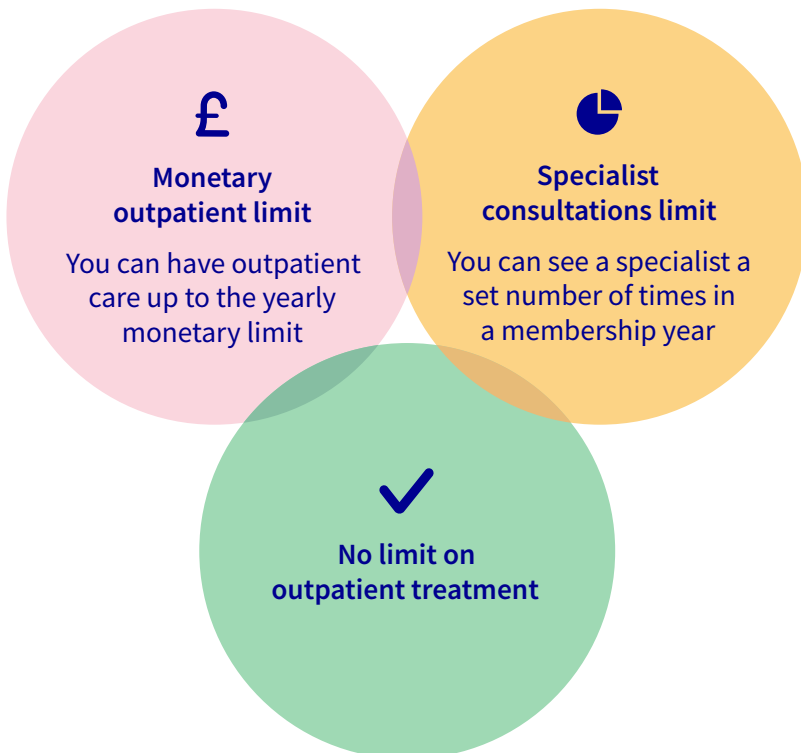 £
Monetary
outpatient limit
You can have outpatient
care up to the yearly
monetary limit
Specialist
consultations limit
You can see a specialist a
set number of times in
a membership year
No limit on
outpatient treatment